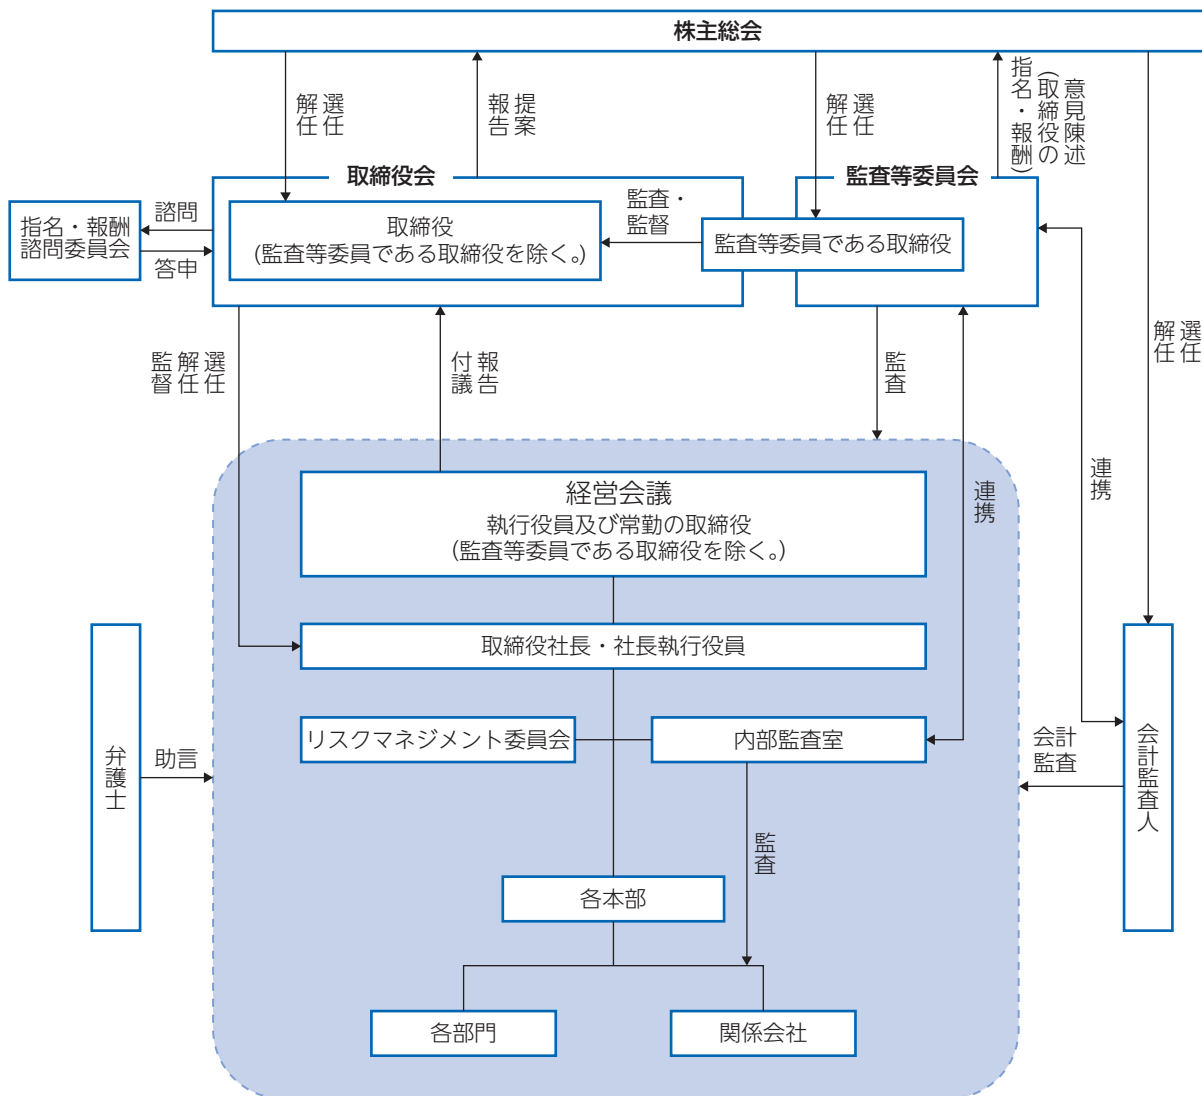 株主総会
選任
解任
提案
報告
選任
解任
意見陳述
(取締役の
指名・報酬)
選任
解任
取締役会
監査等委員会
指名・報酬
諮問委員会
諮問
答申
取締役
(監査等委員である取締役を除く。)
監査・
監督
監査等委員である取締役
選任
解任
監督
報告
付議
監査
連携
連携
経営会議
執行役員及び常勤の取締役
(監査等委員である取締役を除く。)
取締役社長・社長執行役員
リスクマネジメント委員会
内部監査室
弁護士
助言
会計
監査
会計監査人
監査
各本部
各部門
関係会社